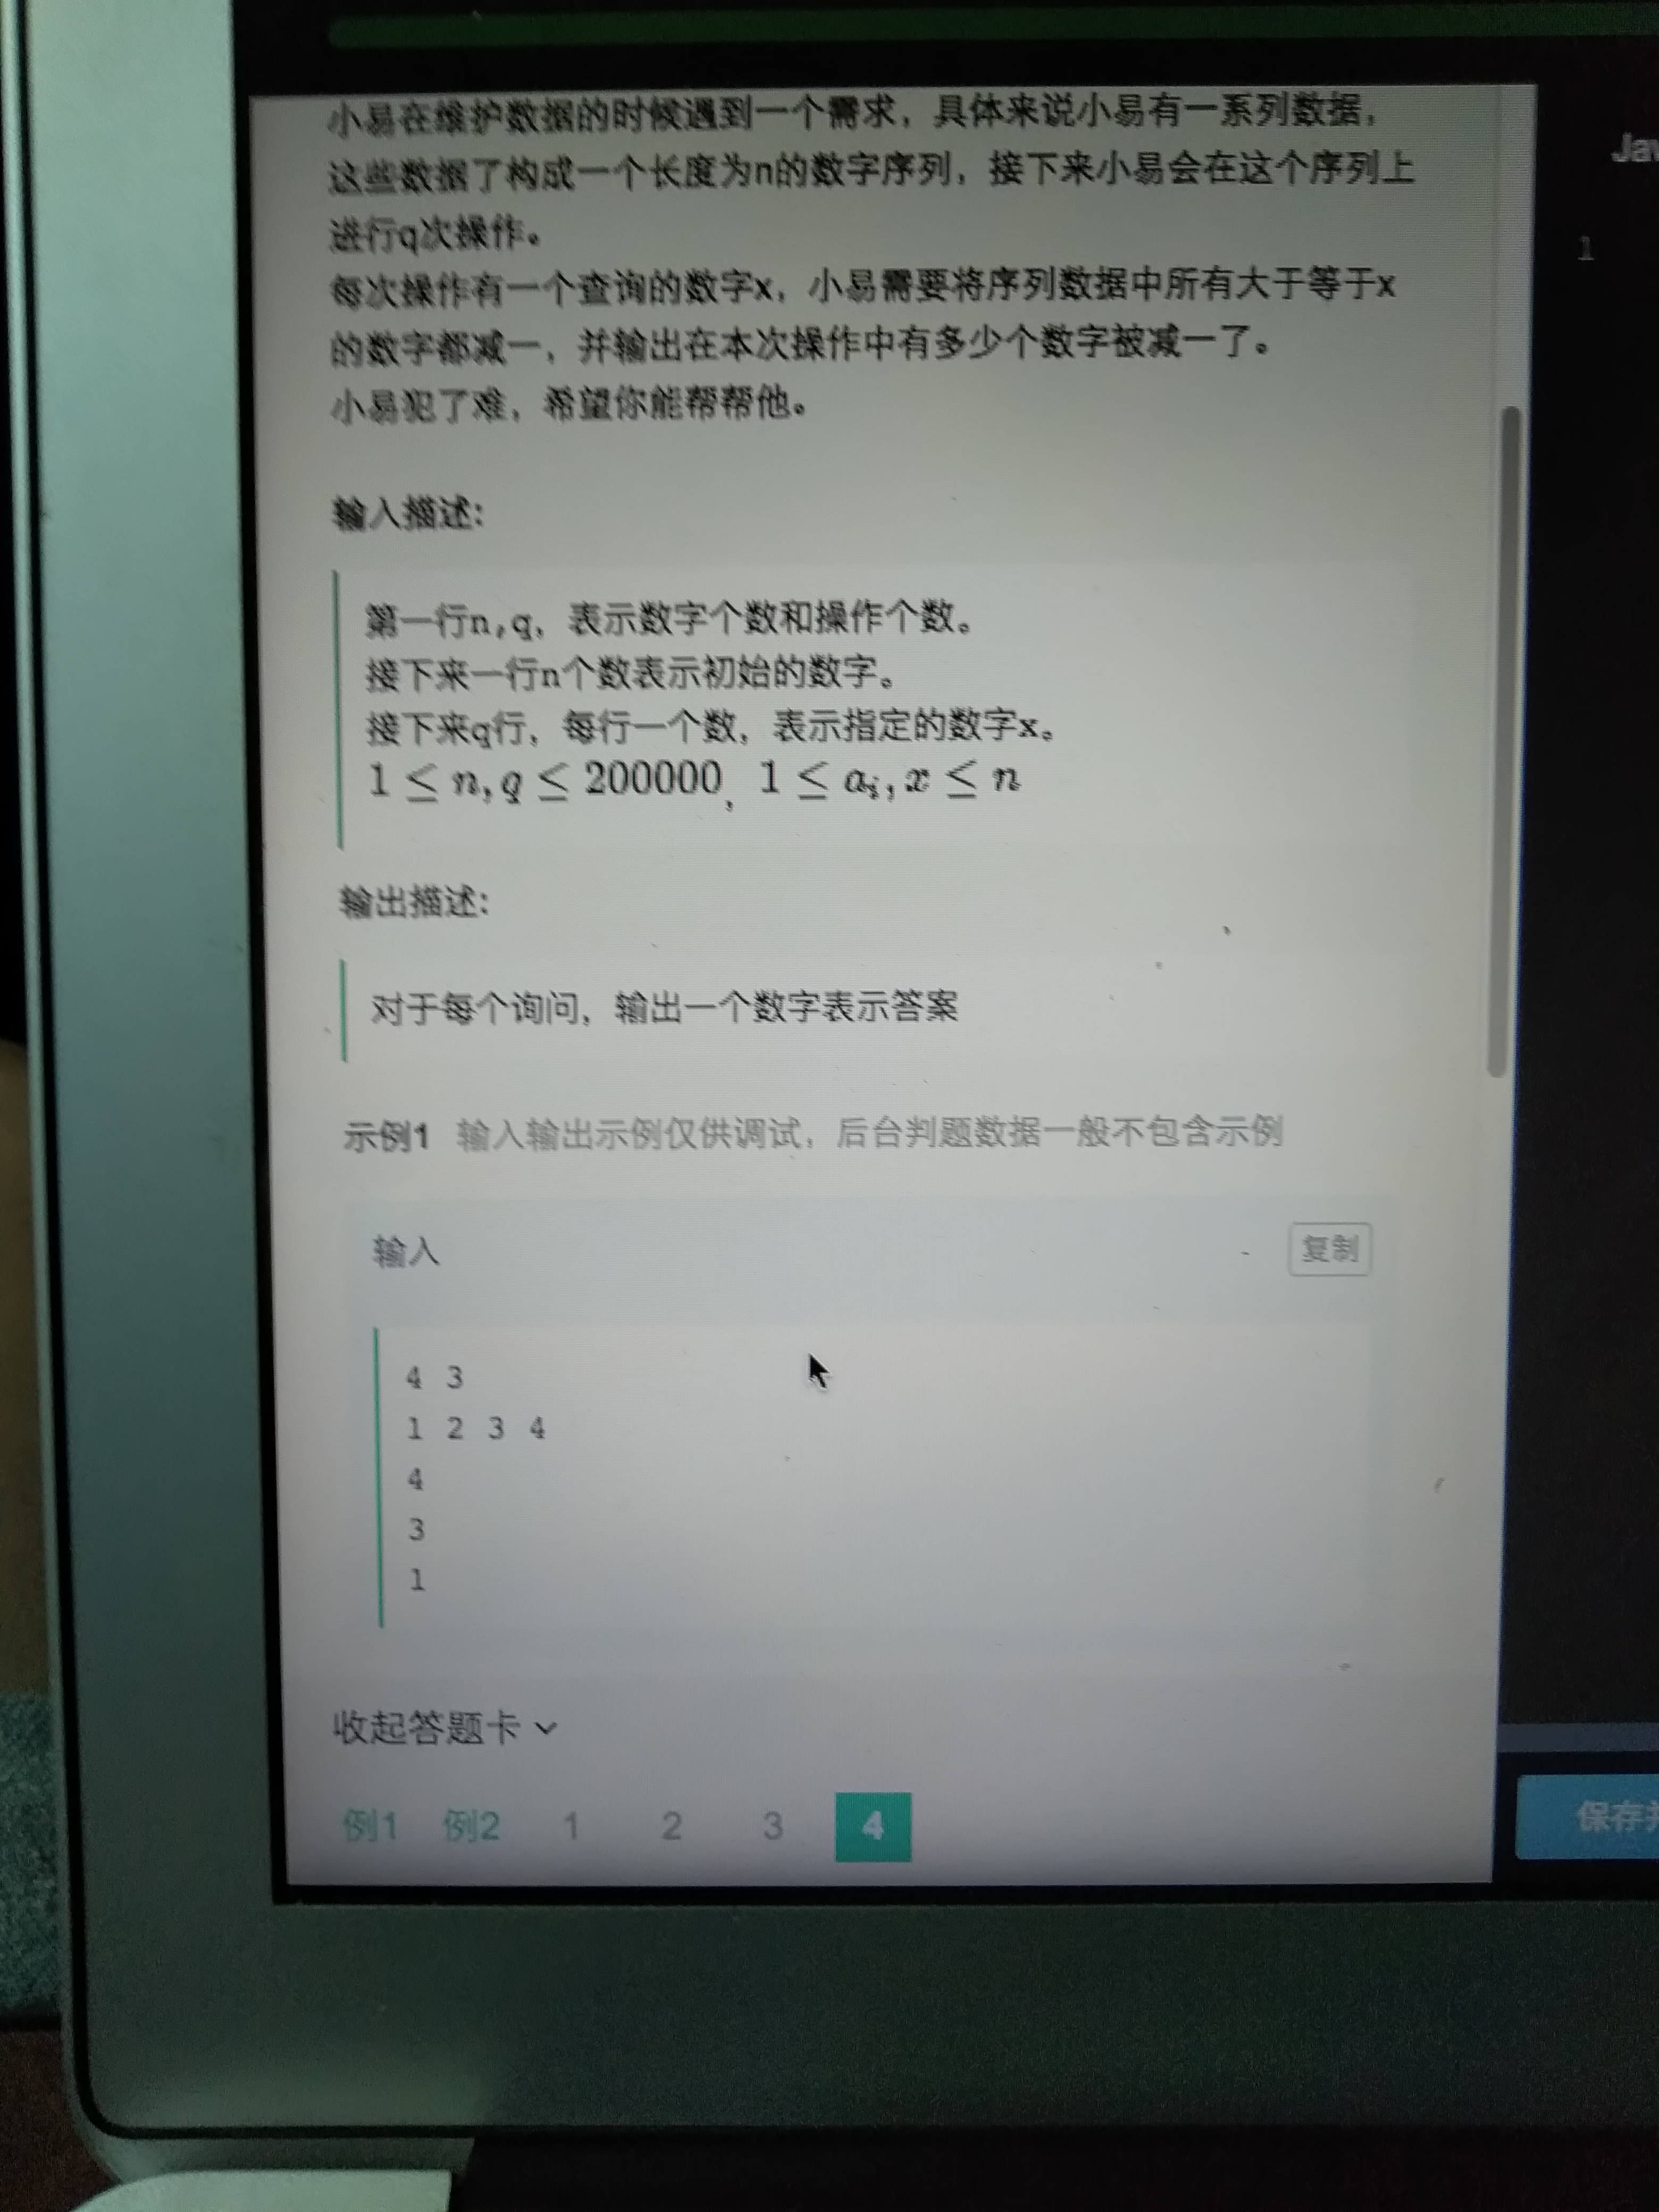 小易在维护数据的时候遇到一个需求，具体来说小易有一系列数据，
这些数据了构成一个长度为n的数字序列，接下来小易会在这个序列上
进行q次操作。
每次操作有一个查询的数字x，小易需要将序列数据中所有大于等于x
的数字都减一，并输出在本次操作中有多少个数字被减一了。
小易犯了难，希望你能帮帮他。
输入描述:
第一行n,q，表示数字个数和操作个数。
接下来一行n个数表示初始的数字。
接下来q行，每行一个数，表示指定的数字x。
1 ≤ n, q ≤ 200000, 1 ≤ aᵢ, x ≤ n
输出描述:
对于每个询问，输出一个数字表示答案
示例1 输入输出示例仅供调试，后台判题数据一般不包含示例
输入 复制
4 3
1 2 3 4
4
3
1
收起答题卡
例1 例2 1 2 3 4
1
保存